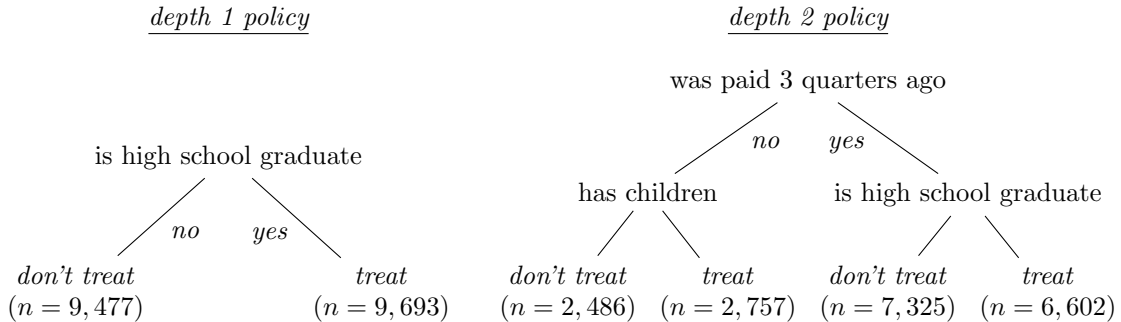 depth 1 policy
is high school graduate
no
yes
don't treat
(n = 9, 477)
treat
(n = 9, 693)
depth 2 policy
was paid 3 quarters ago
no
yes
has children
is high school graduate
don't treat
(n = 2, 486)
treat
(n = 2, 757)
don't treat
(n = 7, 325)
treat
(n = 6, 602)